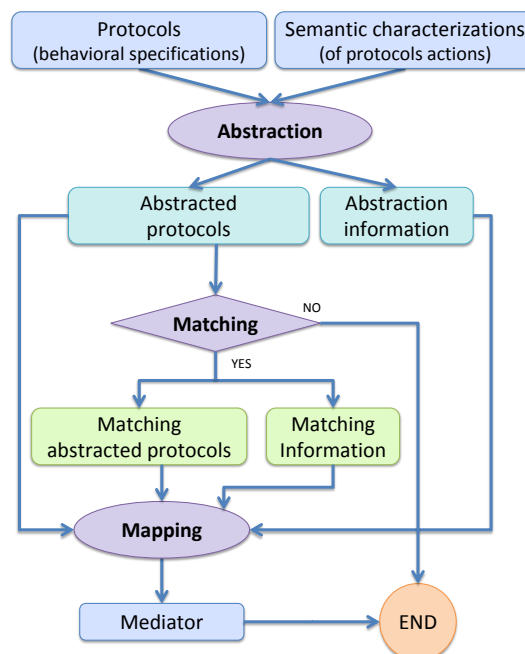 Protocols
(behavioral specifications)
Semantic characterizations
(of protocols actions)
Abstraction
Abstracted
protocols
Abstraction
information
Matching
NO
YES
Matching
abstracted protocols
Matching
Information
Mapping
Mediator
END